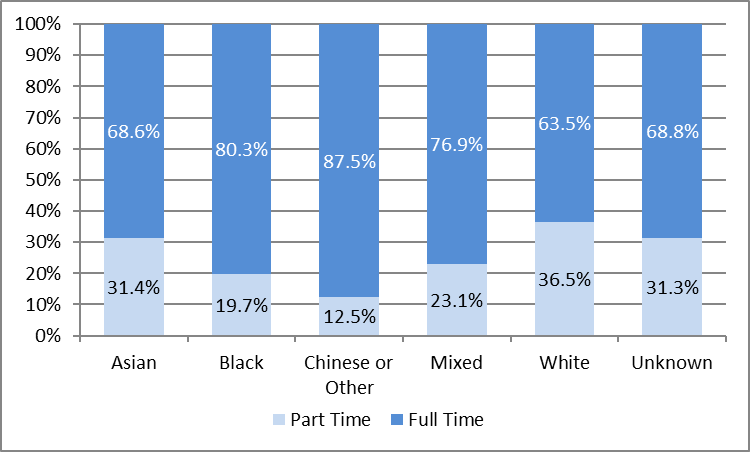 100%
90%
80%
70%
60%
50%
40%
30%
20%
10%
0%
68.6%
80.3%
87.5%
76.9%
63.5%
68.8%
31.4%
19.7%
12.5%
23.1%
36.5%
31.3%
Asian
Black
Chinese or
Other
Mixed
White
Unknown
Part Time
Full Time